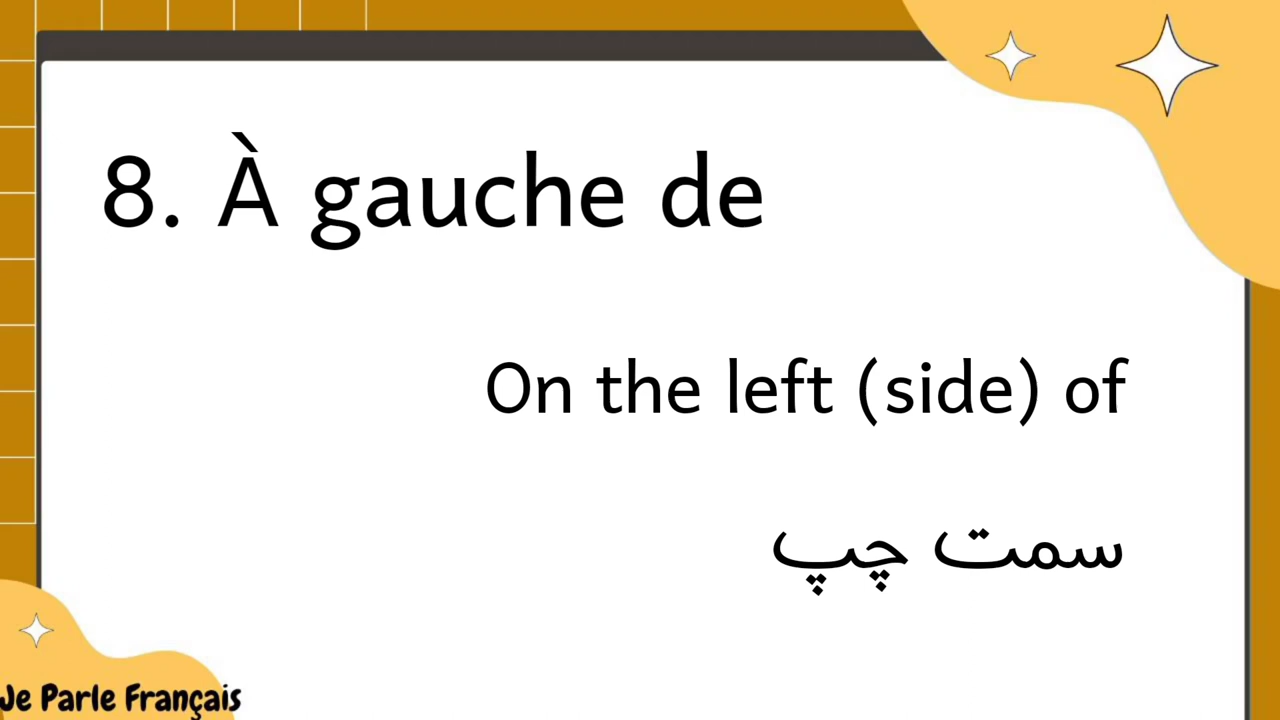 8. À gauche de
On the left (side) of
سمت چپ
Je Parle Français